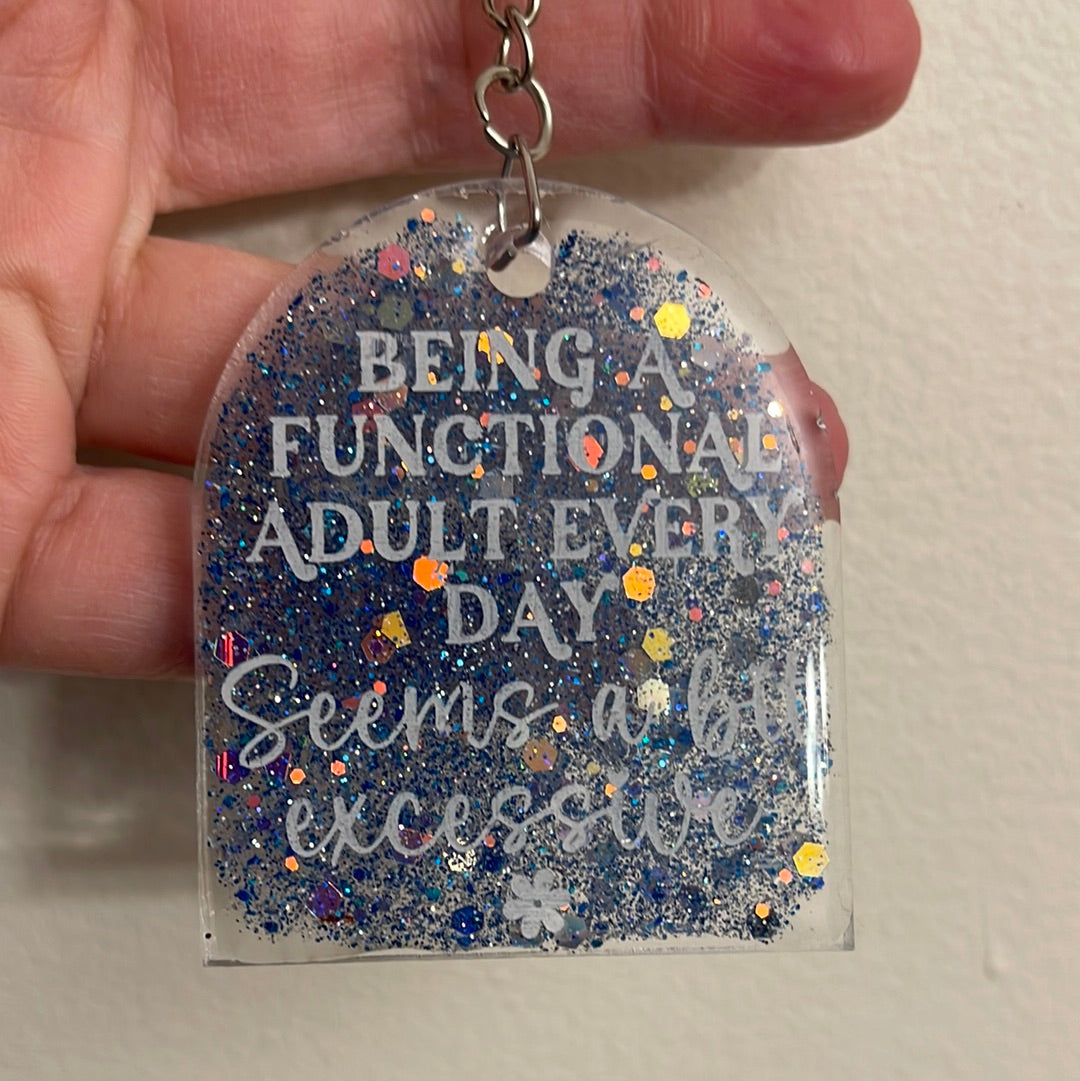 BEING A
FUNCTIONAL
ADULT EVERY
DAY
Seems a bit
excessive